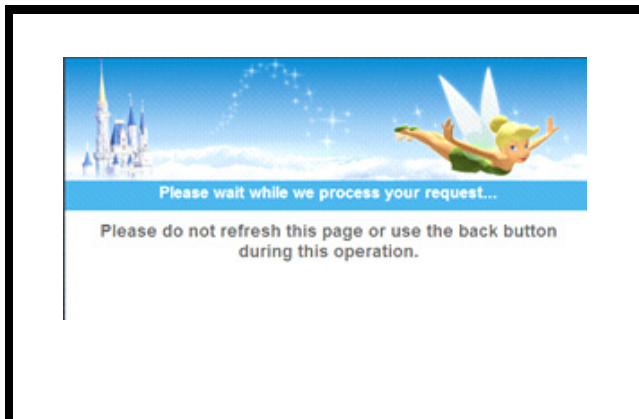 Please wait while we process your request...
Please do not refresh this page or use the back button
during this operation.